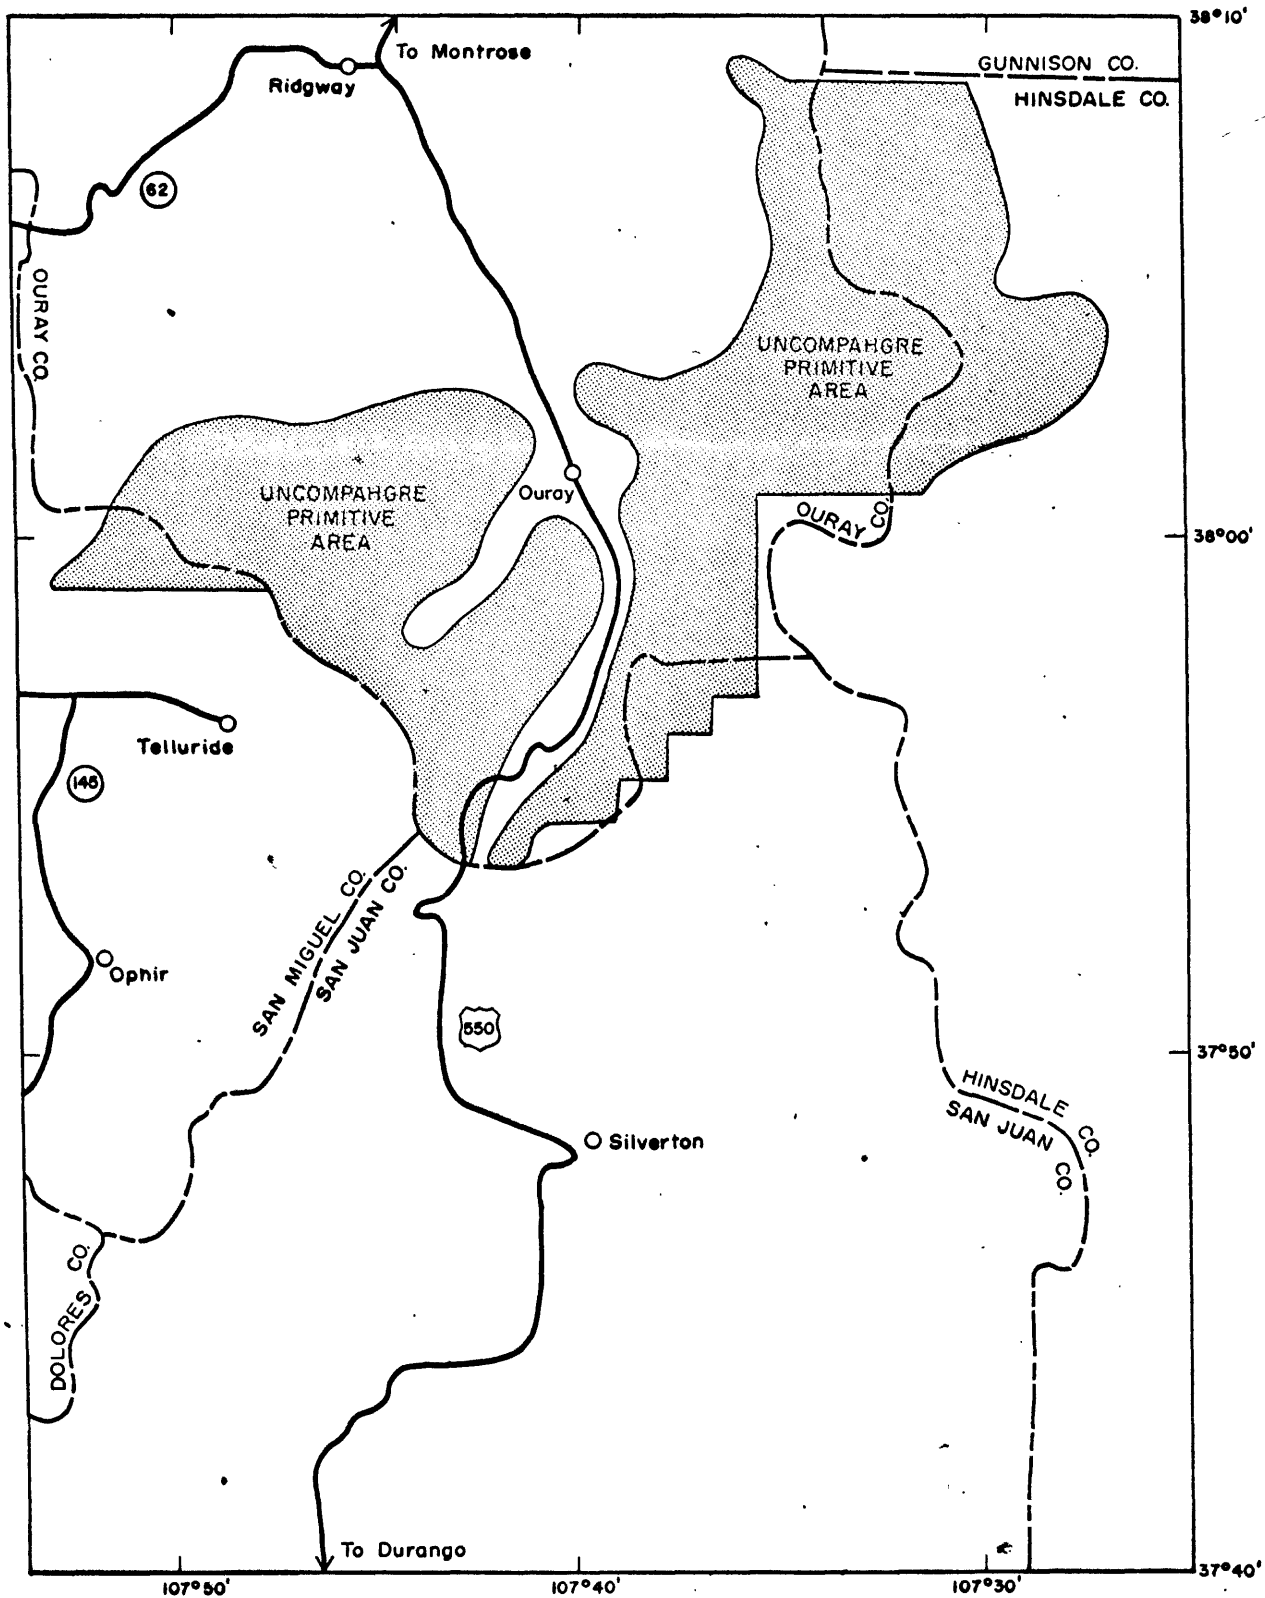 38°10'
To Montrose
Ridgway
GUNNISON CO.
HINSDALE CO.
62
OURAY CO.
UNCOMPAHGRE
PRIMITIVE
AREA
UNCOMPAHGRE
PRIMITIVE
AREA
Ouray
OURAY CO.
38°00'
Telluride
145
SAN MIGUEL CO.
SAN JUAN CO.
Ophir
550
37°50'
HINSDALE CO.
SAN JUAN CO.
Silverton
DOLORES CO.
To Durango
37°40'
107°50'
107°40'
107°30'